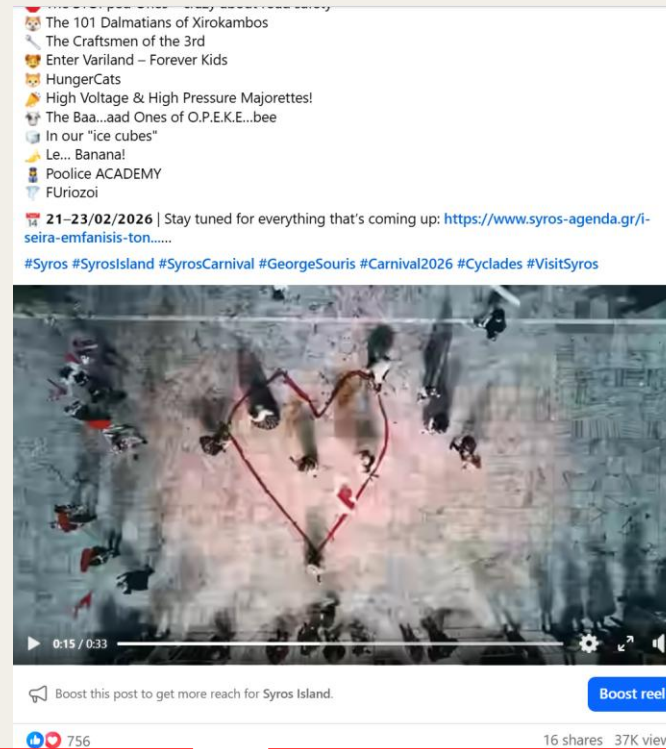 🐯 The 101 Dalmatians of Xirokambos
🔧 The Craftsmen of the 3rd
🐶 Enter Variland – Forever Kids
🐱 HungerCats
🎉 High Voltage & High Pressure Majorettes!
🐑 The Baa...aad Ones of O.P.E.K.E...bee
🧊 In our "ice cubes"
🍌 Le... Banana!
👮 Poolice ACADEMY
🌪️ FUriozoi
📅 21–23/02/2026 | Stay tuned for everything that's coming up: https://www.syros-agenda.gr/i-
seira-emfanisis-ton......
#Syros #SyrosIsland #SyrosCarnival #GeorgeSouris #Carnival2026 #Cyclades #VisitSyros
0:15 / 0:33
Boost this post to get more reach for Syros Island.
Boost reel
756
16 shares 37K view